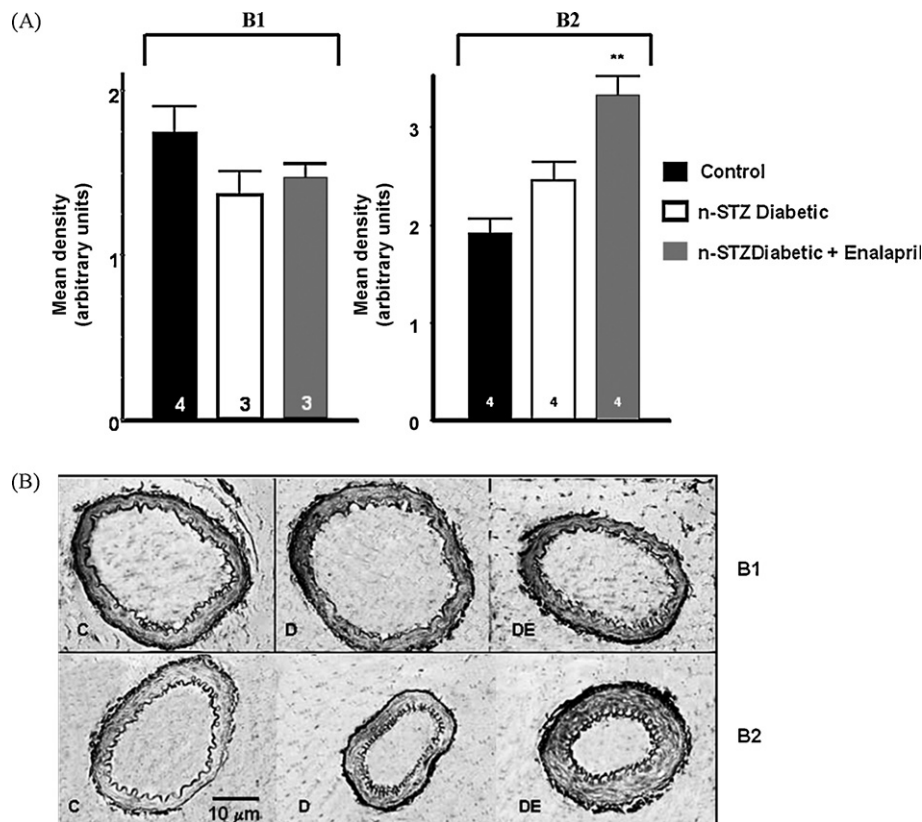 (A)
B1
B2
**
2
1
0
Mean density
(arbitrary units)
4
3
3
3
2
1
0
Mean density
(arbitrary units)
4
4
4
Control
n-STZ Diabetic
n-STZDiabetic + Enalapril
(B)
C
D
DE
B1
C
10 µm
D
DE
B2